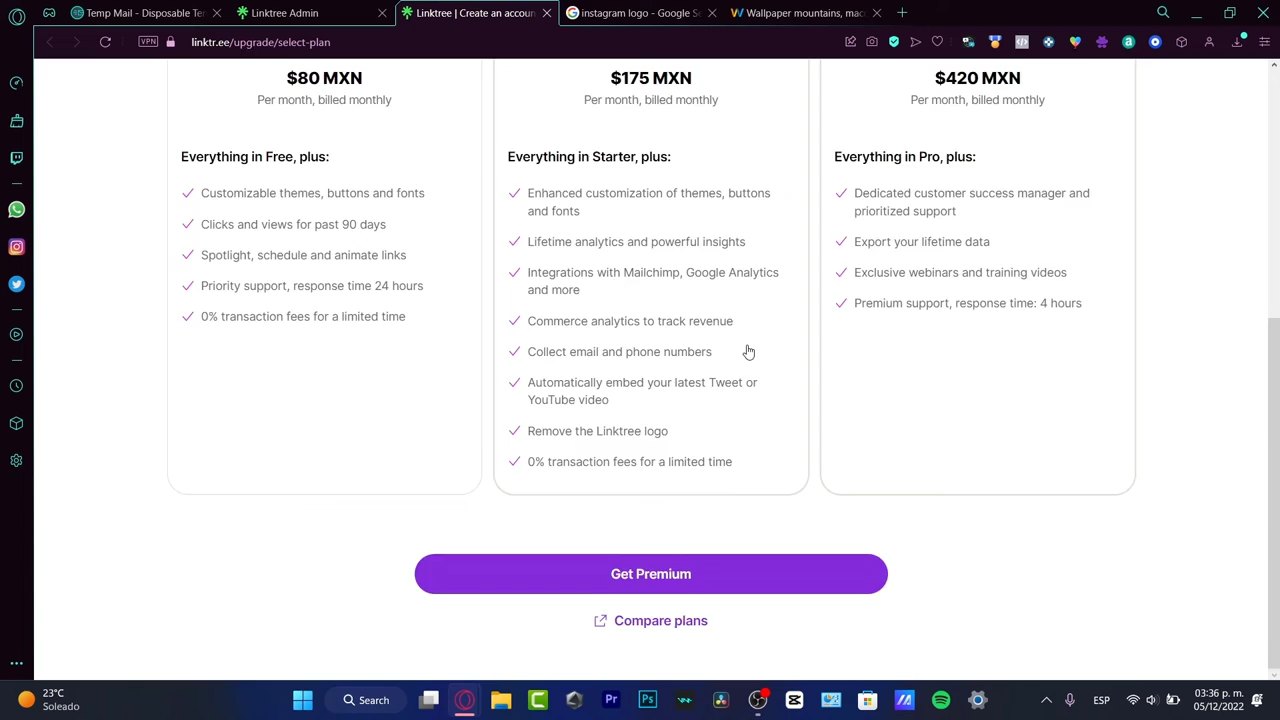 Temp Mail - Disposable Te
Linktree Admin
Linktree | Create an accoun
instagram logo - Google Se
Wallpaper mountains, mac
VPN
linktr.ee/upgrade/select-plan
$80 MXN
Per month, billed monthly
Everything in Free, plus:
Customizable themes, buttons and fonts
Clicks and views for past 90 days
Spotlight, schedule and animate links
Priority support, response time 24 hours
0% transaction fees for a limited time
$175 MXN
Per month, billed monthly
Everything in Starter, plus:
Enhanced customization of themes, buttons
and fonts
Lifetime analytics and powerful insights
Integrations with Mailchimp, Google Analytics
and more
Commerce analytics to track revenue
Collect email and phone numbers
Automatically embed your latest Tweet or
YouTube video
Remove the Linktree logo
0% transaction fees for a limited time
$420 MXN
Per month, billed monthly
Everything in Pro, plus:
Dedicated customer success manager and
prioritized support
Export your lifetime data
Exclusive webinars and training videos
Premium support, response time: 4 hours
Get Premium
Compare plans
23°C
Soleado
Search
Pr
Ps
ESP
03:36 p. m.
05/12/2022